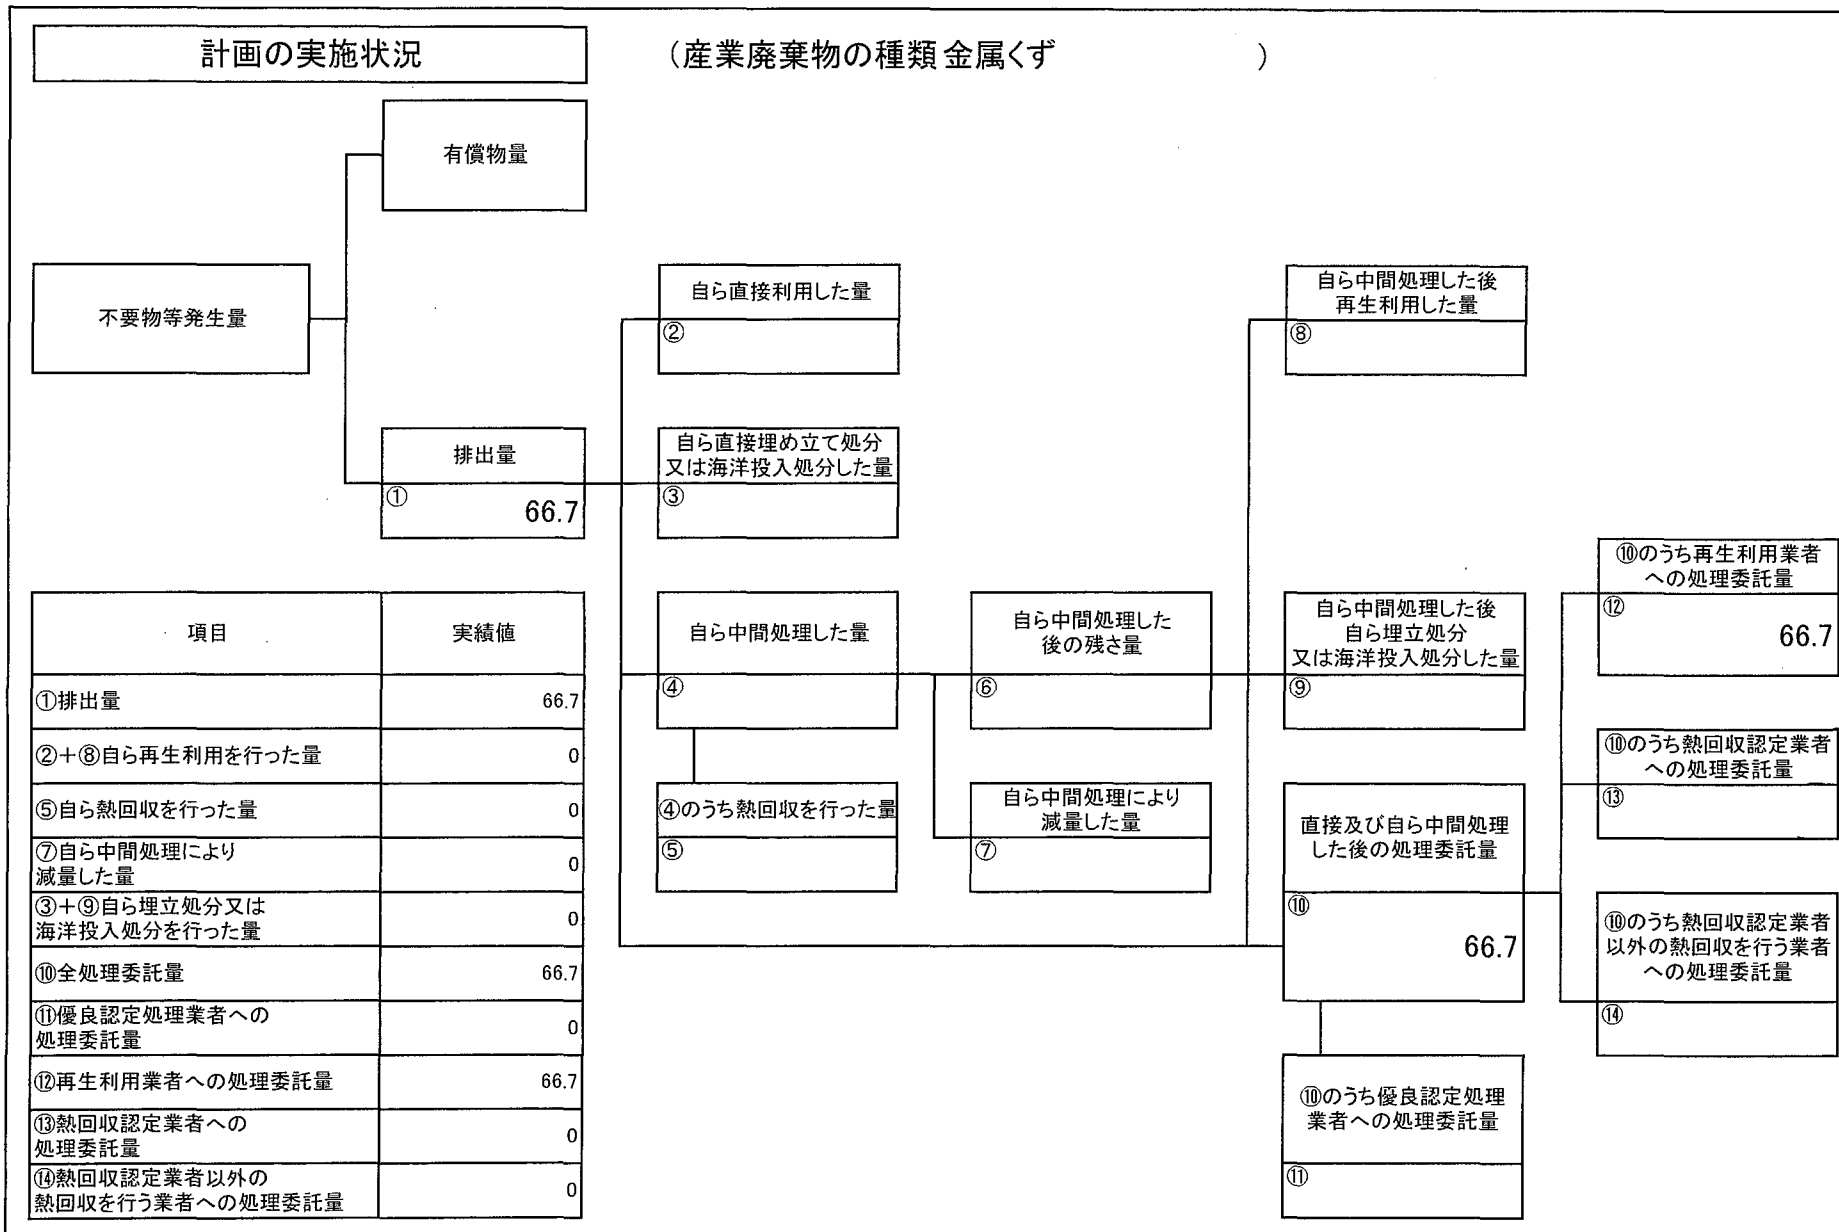 計画の実施状況
（産業廃棄物の種類 金属くず　　　　　）
有償物量
不要物等発生量
自ら直接利用した量
②
自ら中間処理した後
再生利用した量
⑧
排出量
①
66.7
自ら直接埋め立て処分
又は海洋投入処分した量
③
⑩のうち再生利用業者
への処理委託量
⑫
66.7
自ら中間処理した量
④
自ら中間処理した
後の残さ量
⑥
自ら中間処理した後
自ら埋立処分
又は海洋投入処分した量
⑨
⑩のうち熱回収認定業者
への処理委託量
⑬
④のうち熱回収を行った量
⑤
自ら中間処理により
減量した量
⑦
直接及び自ら中間処理
した後の処理委託量
⑩
66.7
⑩のうち熱回収認定業者
以外の熱回収を行う業者
への処理委託量
⑭
⑩のうち優良認定処理
業者への処理委託量
⑪
項目 実績値
①排出量 66.7
②＋⑧自ら再生利用を行った量 0
⑤自ら熱回収を行った量 0
⑦自ら中間処理により
減量した量 0
③＋⑨自ら埋立処分又は
海洋投入処分を行った量 0
⑩全処理委託量 66.7
⑪優良認定処理業者への
処理委託量 0
⑫再生利用業者への処理委託量 66.7
⑬熱回収認定業者への
処理委託量 0
⑭熱回収認定業者以外の
熱回収を行う業者への処理委託量 0